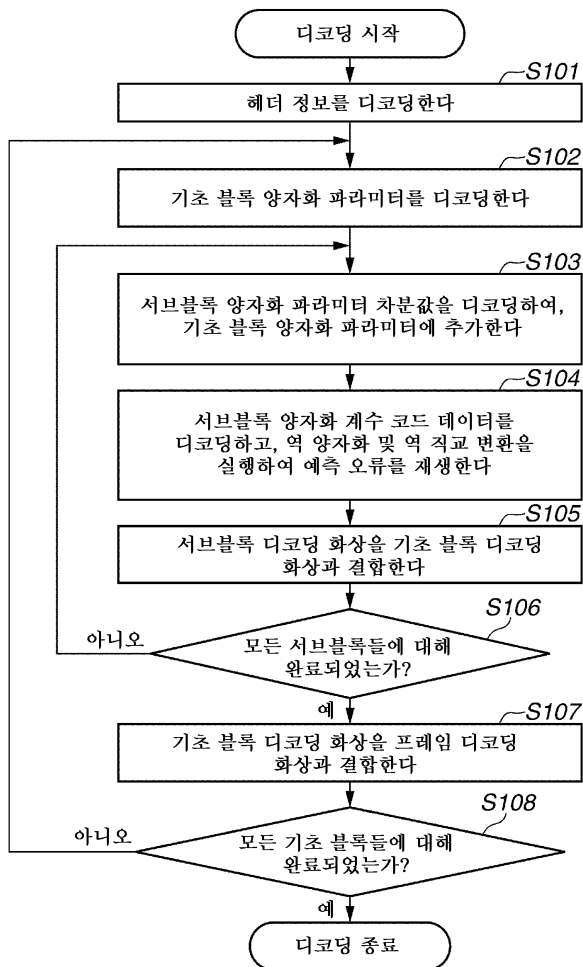 디코딩 시작
S101
헤더 정보를 디코딩한다
S102
기초 블록 양자화 파라미터를 디코딩한다
S103
서브블록 양자화 파라미터 차분값을 디코딩하여,
기초 블록 양자화 파라미터에 추가한다
S104
서브블록 양자화 계수 코드 데이터를
디코딩하고, 역 양자화 및 역 직교 변환을
실행하여 예측 오류를 재생한다
S105
서브블록 디코딩 화상을 기초 블록 디코딩
화상과 결합한다
S106
아니오
모든 서브블록들에 대해
완료되었는가?
예
S107
기초 블록 디코딩 화상을 프레임 디코딩
화상과 결합한다
S108
아니오
모든 기초 블록들에 대해
완료되었는가?
예
디코딩 종료